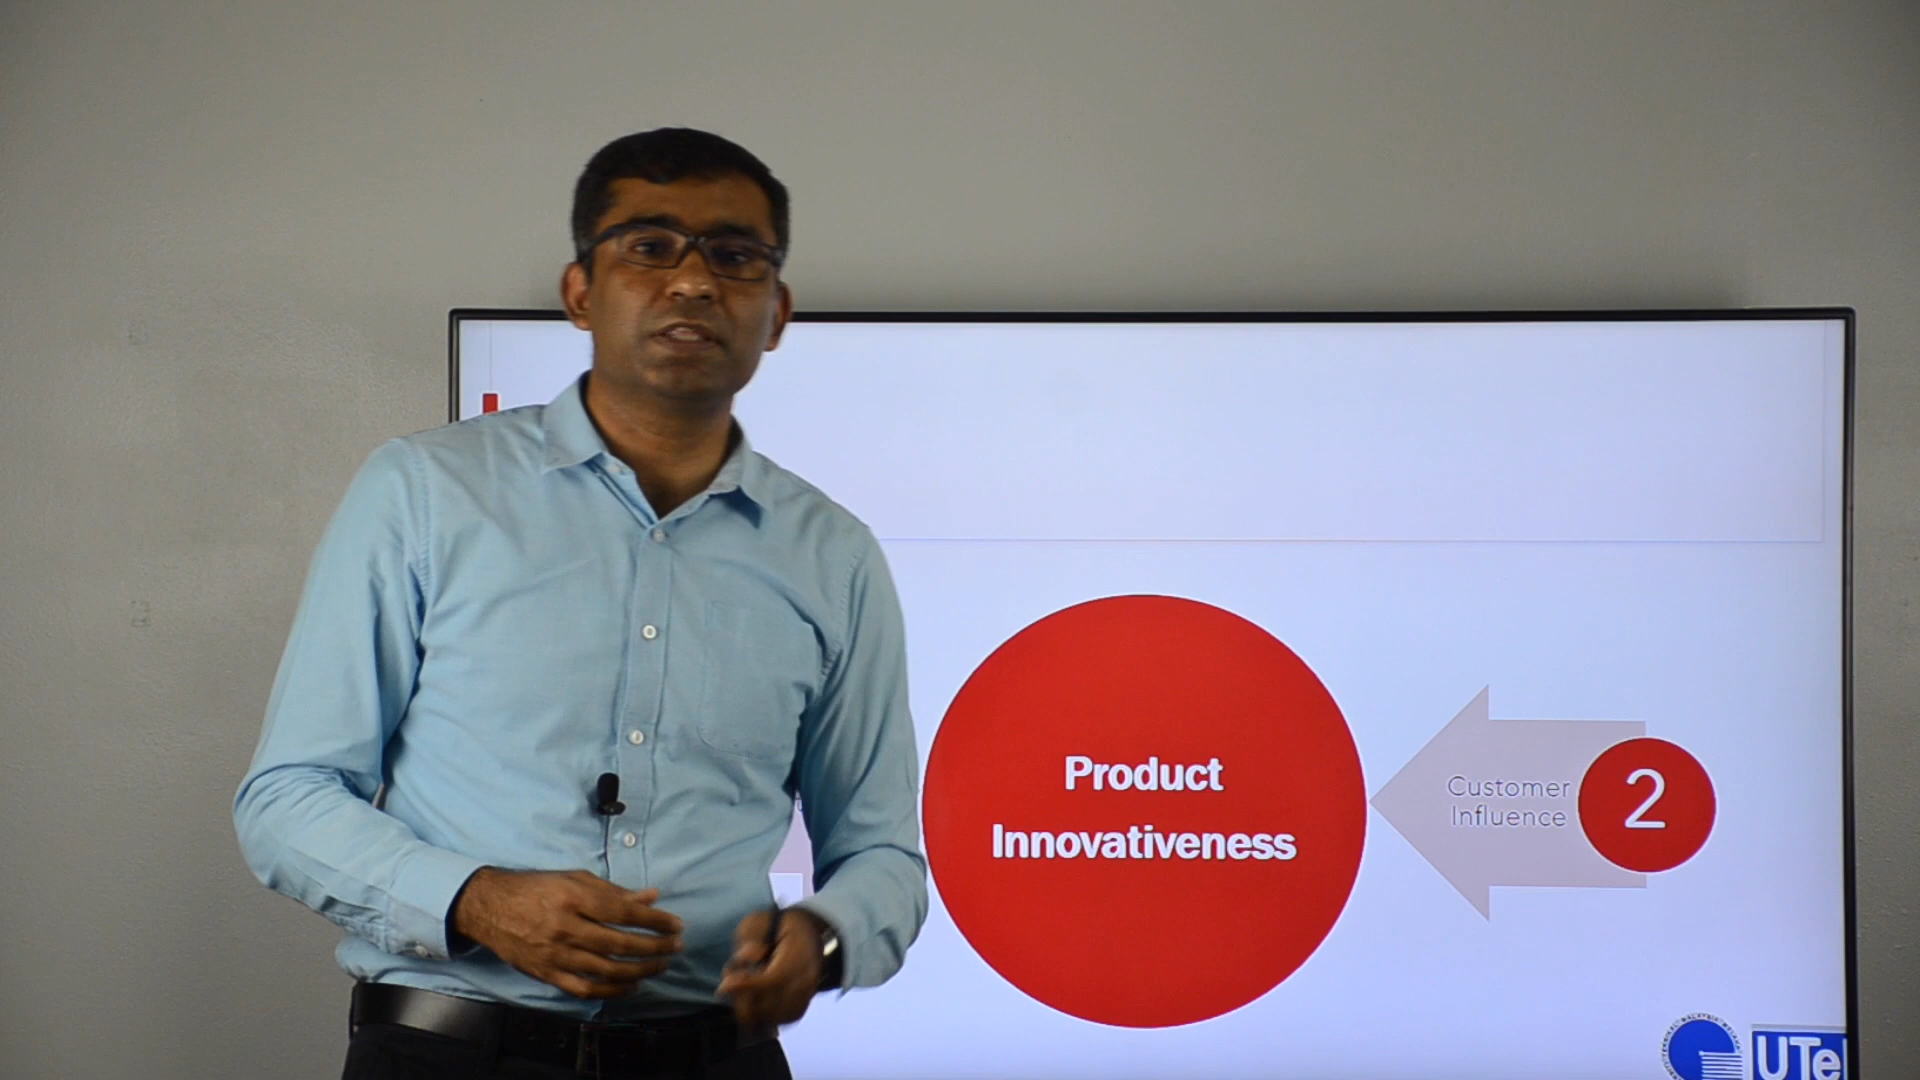 Product
Innovativeness
Customer
Influence
2
UTe